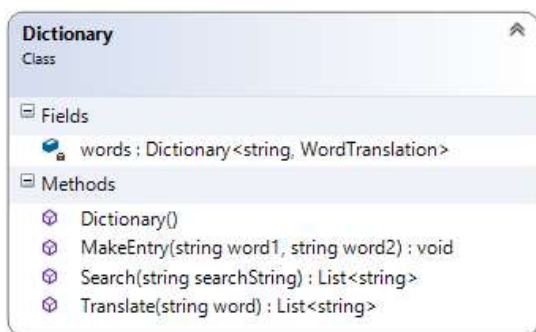 Dictionary
Class
Fields
words : Dictionary<string, WordTranslation>
Methods
Dictionary()
MakeEntry(string word1, string word2) : void
Search(string searchString) : List<string>
Translate(string word) : List<string>